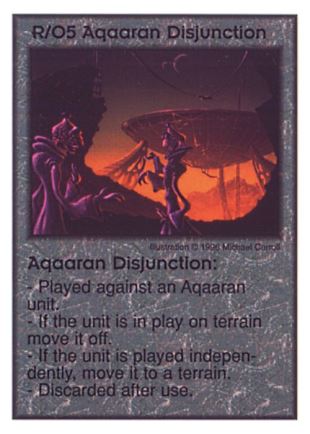 R/O5 Aqaaran Disjunction
Illustration © 1996 Michael Carroll
Aqaaran Disjunction:
- Played against an Aqaaran
unit.
- If the unit is in play on terrain
move it off.
- If the unit is played indepen-
dently, move it to a terrain.
- Discarded after use.